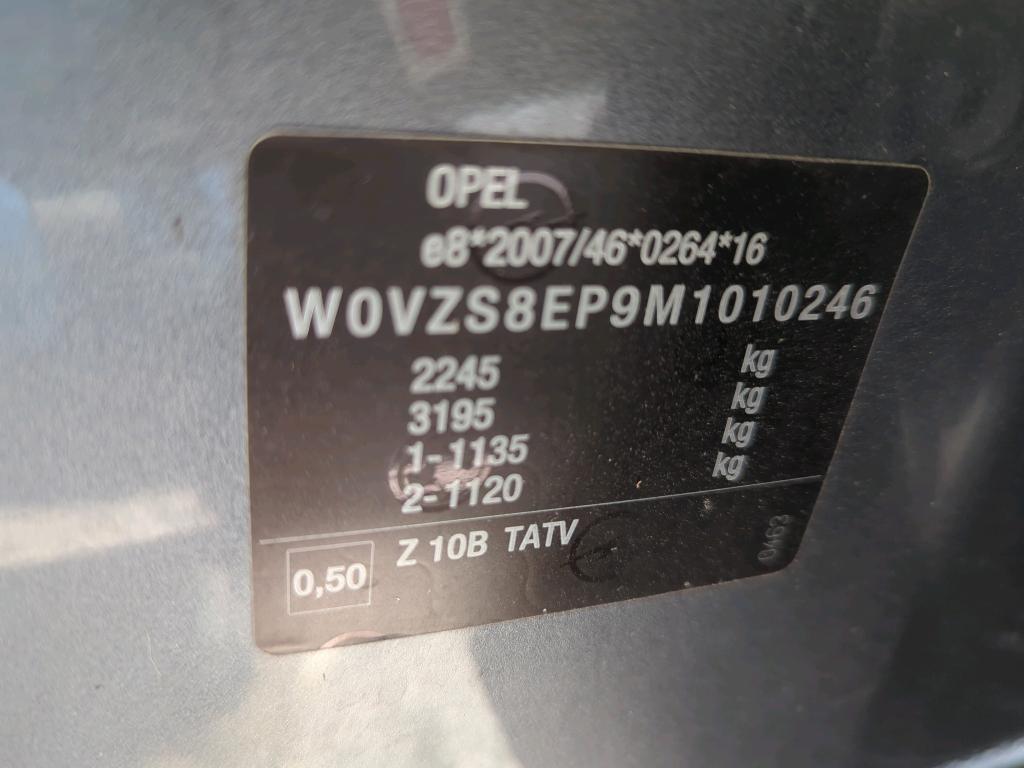 OPEL
e8*2007/46*0264*16
W0VZS8EP9M1010246
2245 kg
3195 kg
1-1135 kg
2-1120 kg
0,50 Z 10B TATV
0463